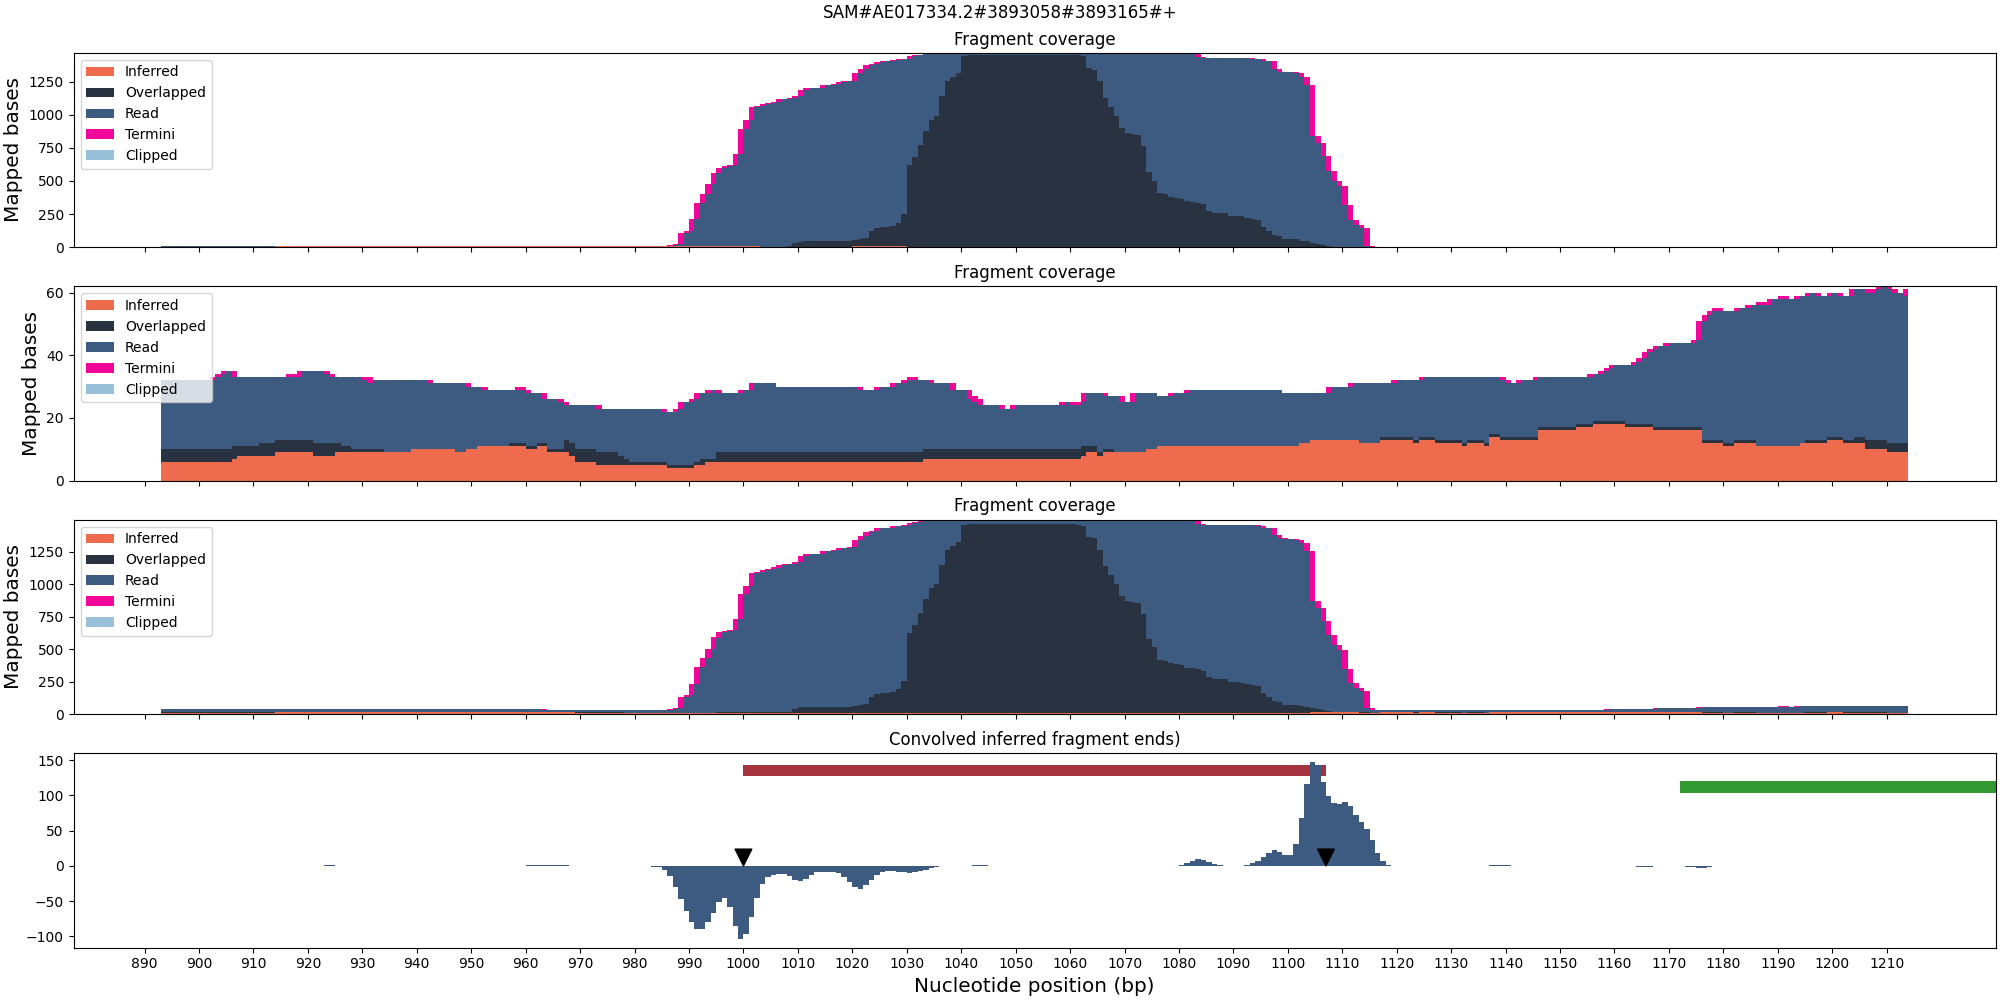 SAM#AE017334.2#3893058#3893165#+
Fragment coverage
Mapped bases
1250
1000
750
500
250
0
Inferred
Overlapped
Read
Termini
Clipped
Fragment coverage
Mapped bases
60
40
20
0
Inferred
Overlapped
Read
Termini
Clipped
Fragment coverage
Mapped bases
1250
1000
750
500
250
0
Inferred
Overlapped
Read
Termini
Clipped
Convolved inferred fragment ends)
150
100
50
0
−50
−100
890 900 910 920 930 940 950 960 970 980 990 1000 1010 1020 1030 1040 1050 1060 1070 1080 1090 1100 1110 1120 1130 1140 1150 1160 1170 1180 1190 1200 1210
Nucleotide position (bp)